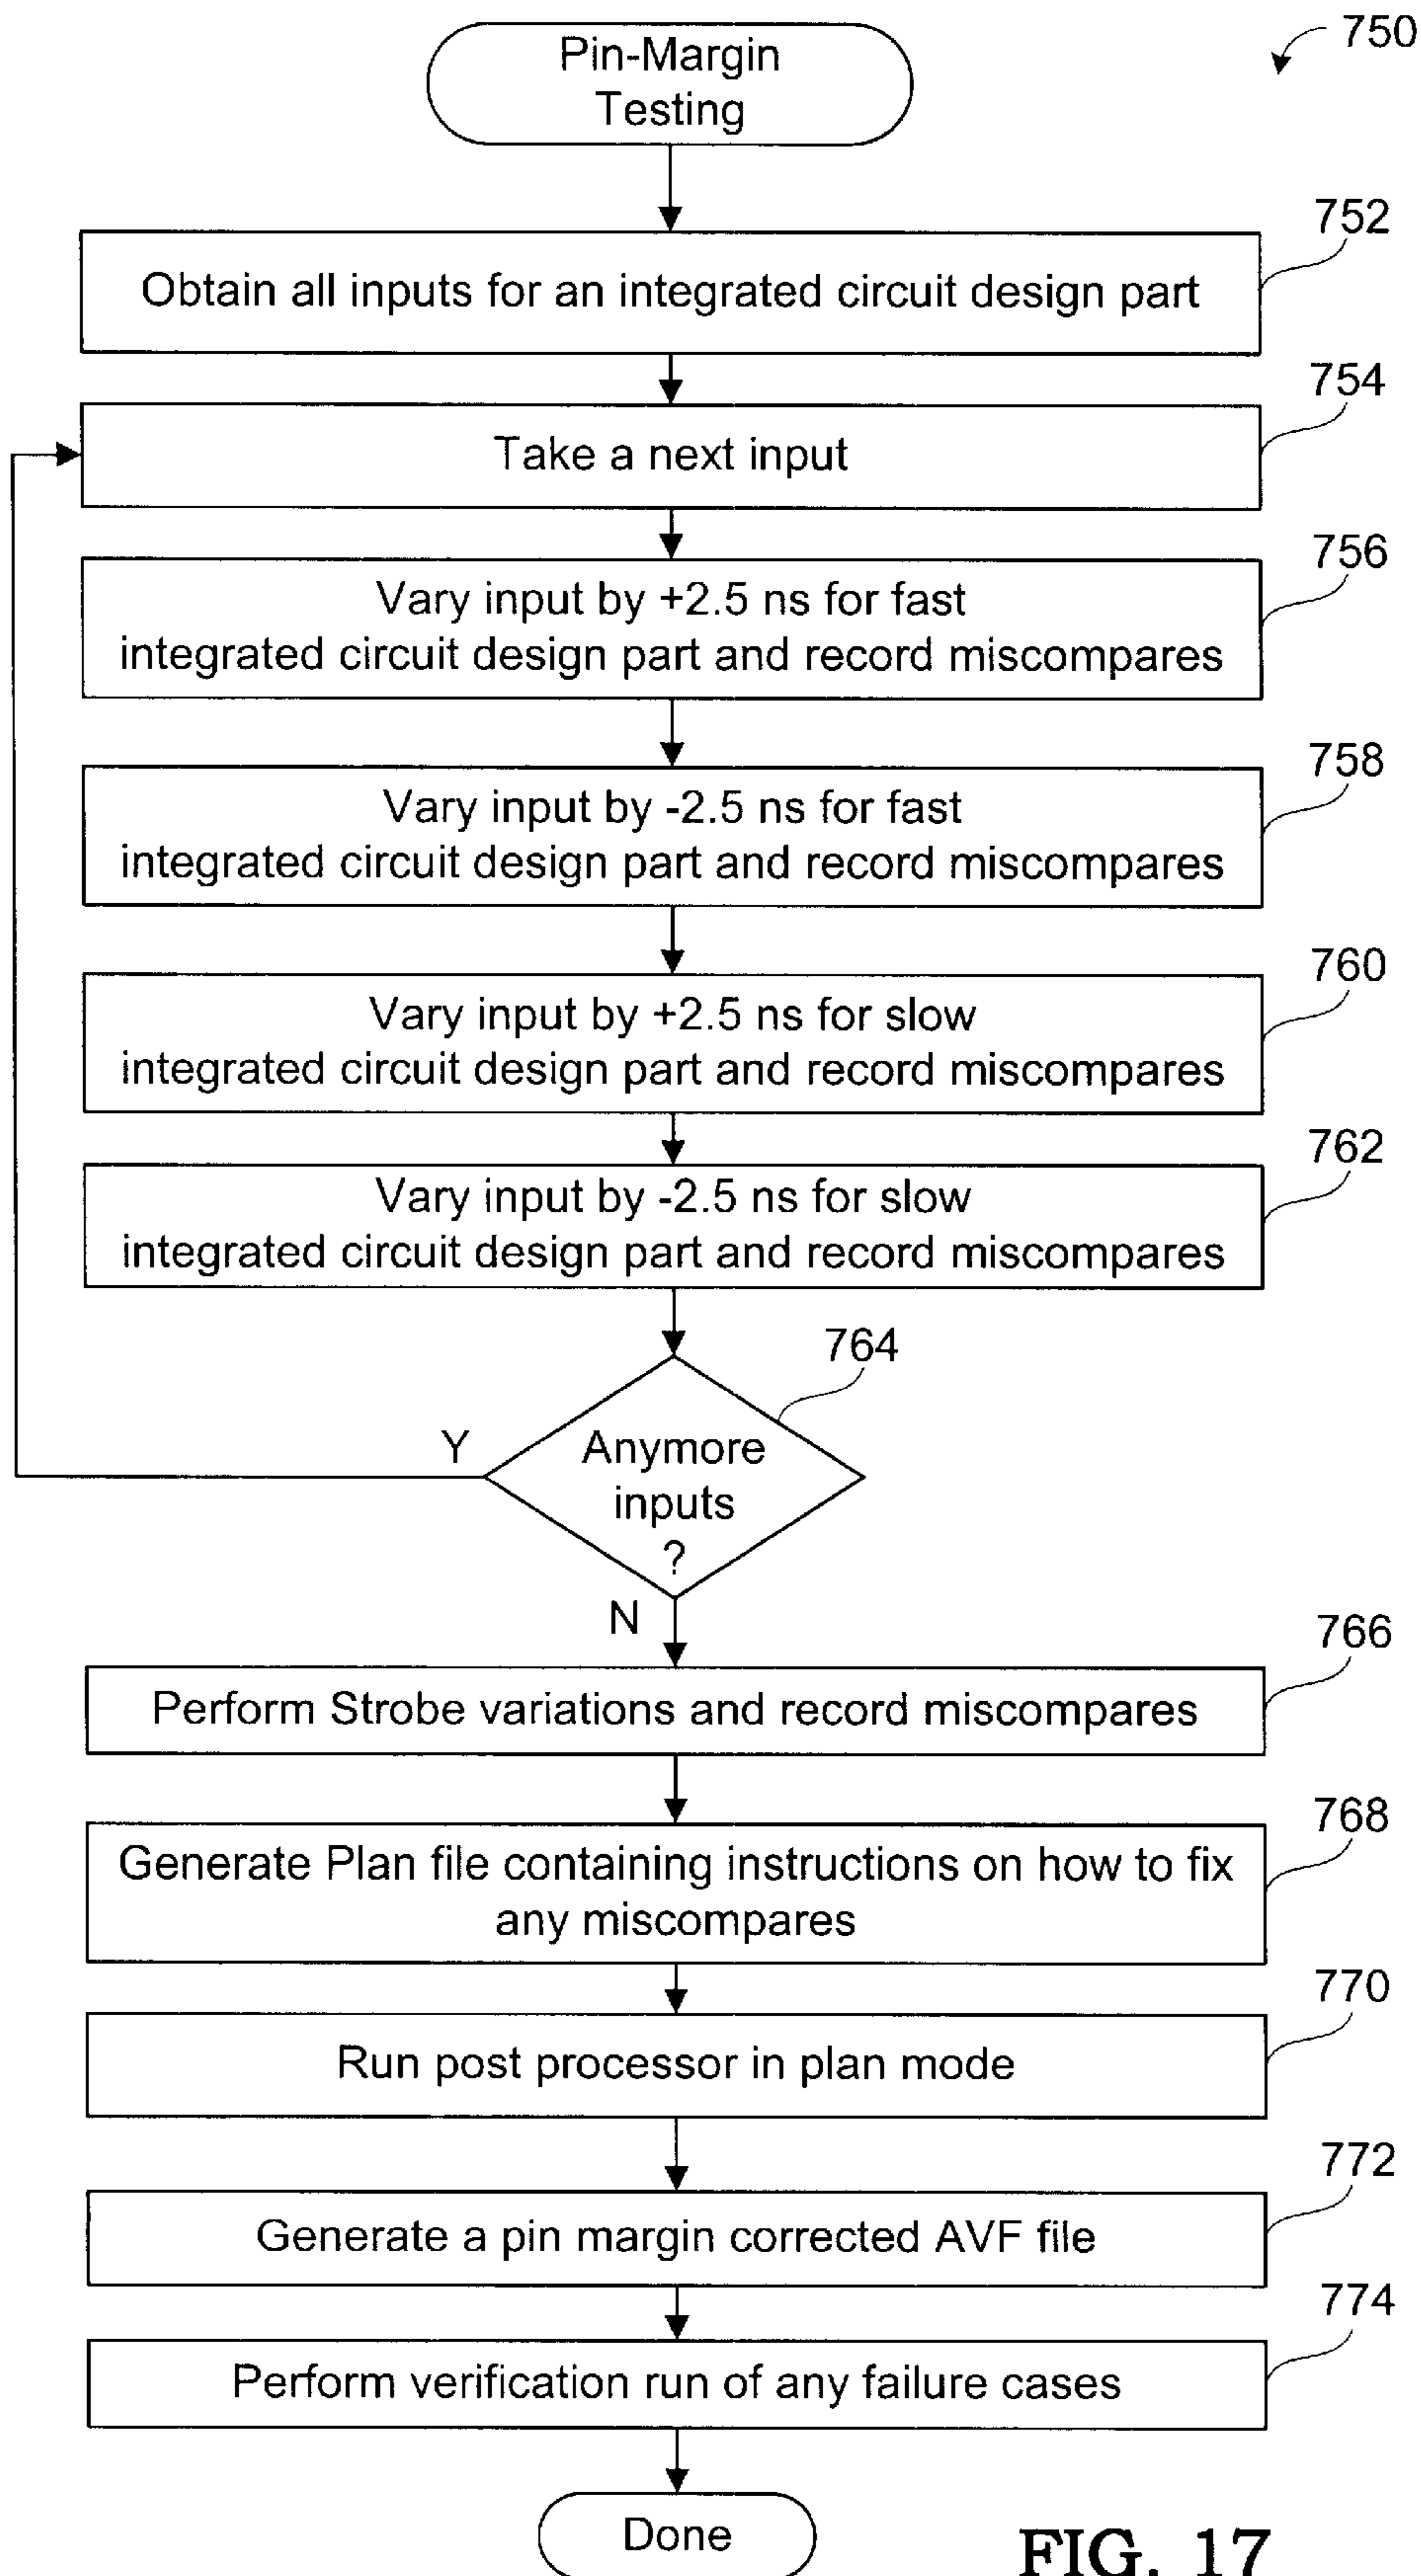 750
Pin-Margin
Testing
752
Obtain all inputs for an integrated circuit design part
754
Take a next input
756
Vary input by +2.5 ns for fast
integrated circuit design part and record miscompares
758
Vary input by -2.5 ns for fast
integrated circuit design part and record miscompares
760
Vary input by +2.5 ns for slow
integrated circuit design part and record miscompares
762
Vary input by -2.5 ns for slow
integrated circuit design part and record miscompares
764
Y
Anymore
inputs
?
N
766
Perform Strobe variations and record miscompares
768
Generate Plan file containing instructions on how to fix
any miscompares
770
Run post processor in plan mode
772
Generate a pin margin corrected AVF file
774
Perform verification run of any failure cases
Done
FIG. 17